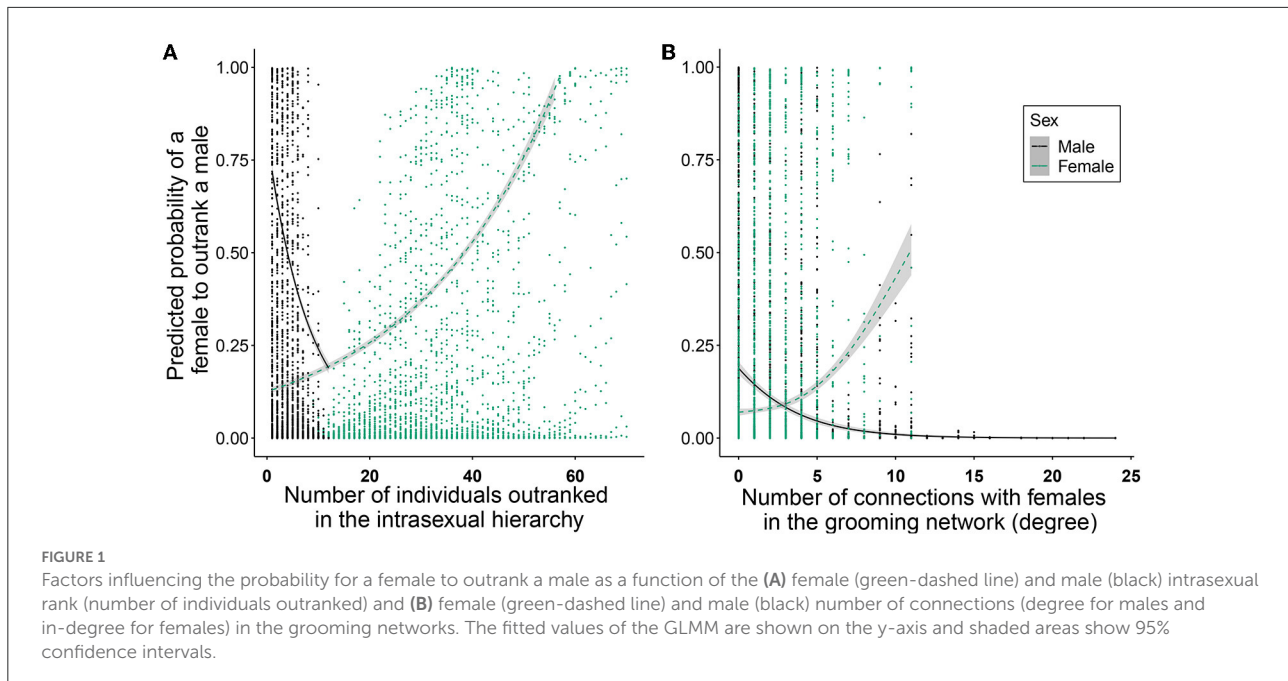 A
B
Predicted probability of a
female to outrank a male
1.00
0.75
0.50
0.25
0.00
0
20
40
60
Number of individuals outranked
in the intrasexual hierarchy
1.00
0.75
0.50
0.25
0.00
0
5
10
15
20
25
Number of connections with females
in the grooming network (degree)
Sex
Male
Female
FIGURE 1
Factors influencing the probability for a female to outrank a male as a function of the (A) female (green-dashed line) and male (black) intrasexual
rank (number of individuals outranked) and (B) female (green-dashed line) and male (black) number of connections (degree for males and
in-degree for females) in the grooming networks. The fitted values of the GLMM are shown on the y-axis and shaded areas show 95%
confidence intervals.